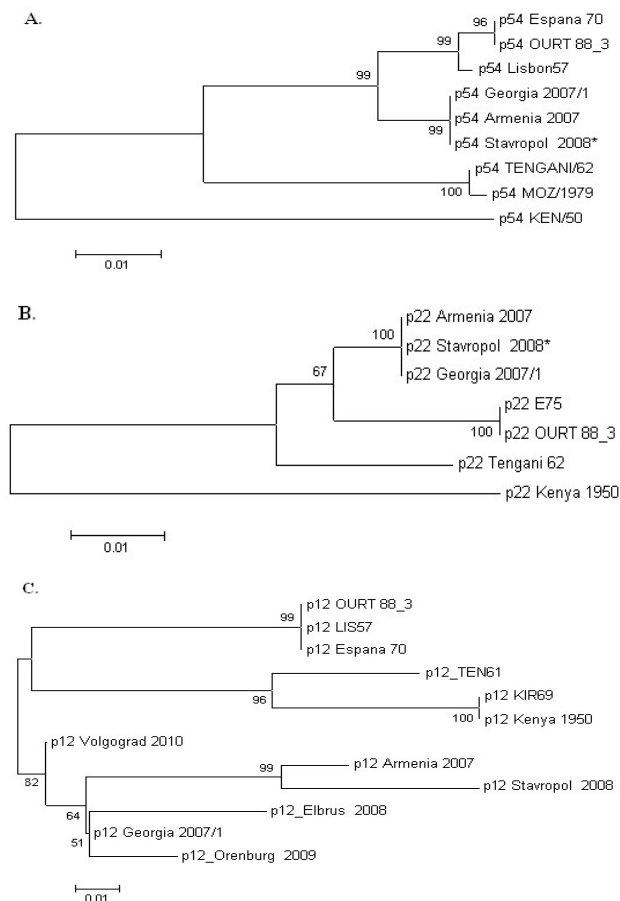 A.
96
p54 Espana 70
99
p54 OURT 88_3
p54 Lisbon57
99
p54 Georgia 2007/1
p54 Armenia 2007
99
p54 Stavropol 2008*
p54 TENGANI/62
100
p54 MOZ/1979
p54 KEN/50
0.01
B.
p22 Armenia 2007
100
p22 Stavropol 2008*
p22 Georgia 2007/1
67
p22 E75
100
p22 OURT 88_3
p22 Tengani 62
p22 Kenya 1950
0.01
C.
p12 OURT 88_3
99
p12 LIS57
p12 Espana 70
p12_TEN61
96
p12 KIR69
100
p12 Kenya 1950
p12 Volgograd 2010
82
99
p12 Armenia 2007
p12 Stavropol 2008
64
p12_Elbrus 2008
p12 Georgia 2007/1
51
p12_Orenburg 2009
0.01